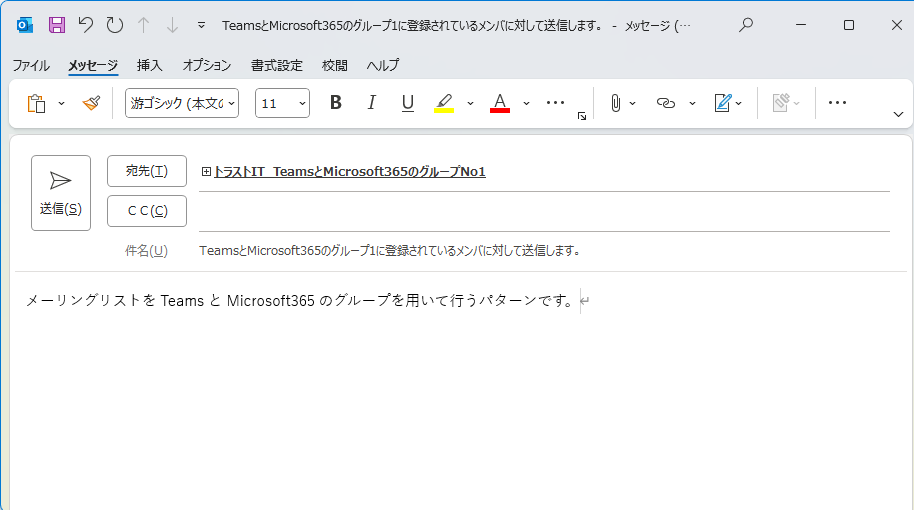 TeamsとMicrosoft365のグループ1に登録されているメンバに対して送信します。 - メッセージ (…
ファイル メッセージ 挿入 オプション 書式設定 校閲 ヘルプ
游ゴシック (本文の 11 B I U A
送信(S) 宛先(T) トラストIT_TeamsとMicrosoft365のグループNo1
C C(C)
件名(U) TeamsとMicrosoft365のグループ1に登録されているメンバに対して送信します。
メーリングリストを Teams と Microsoft365 のグループを用いて行うパターンです。